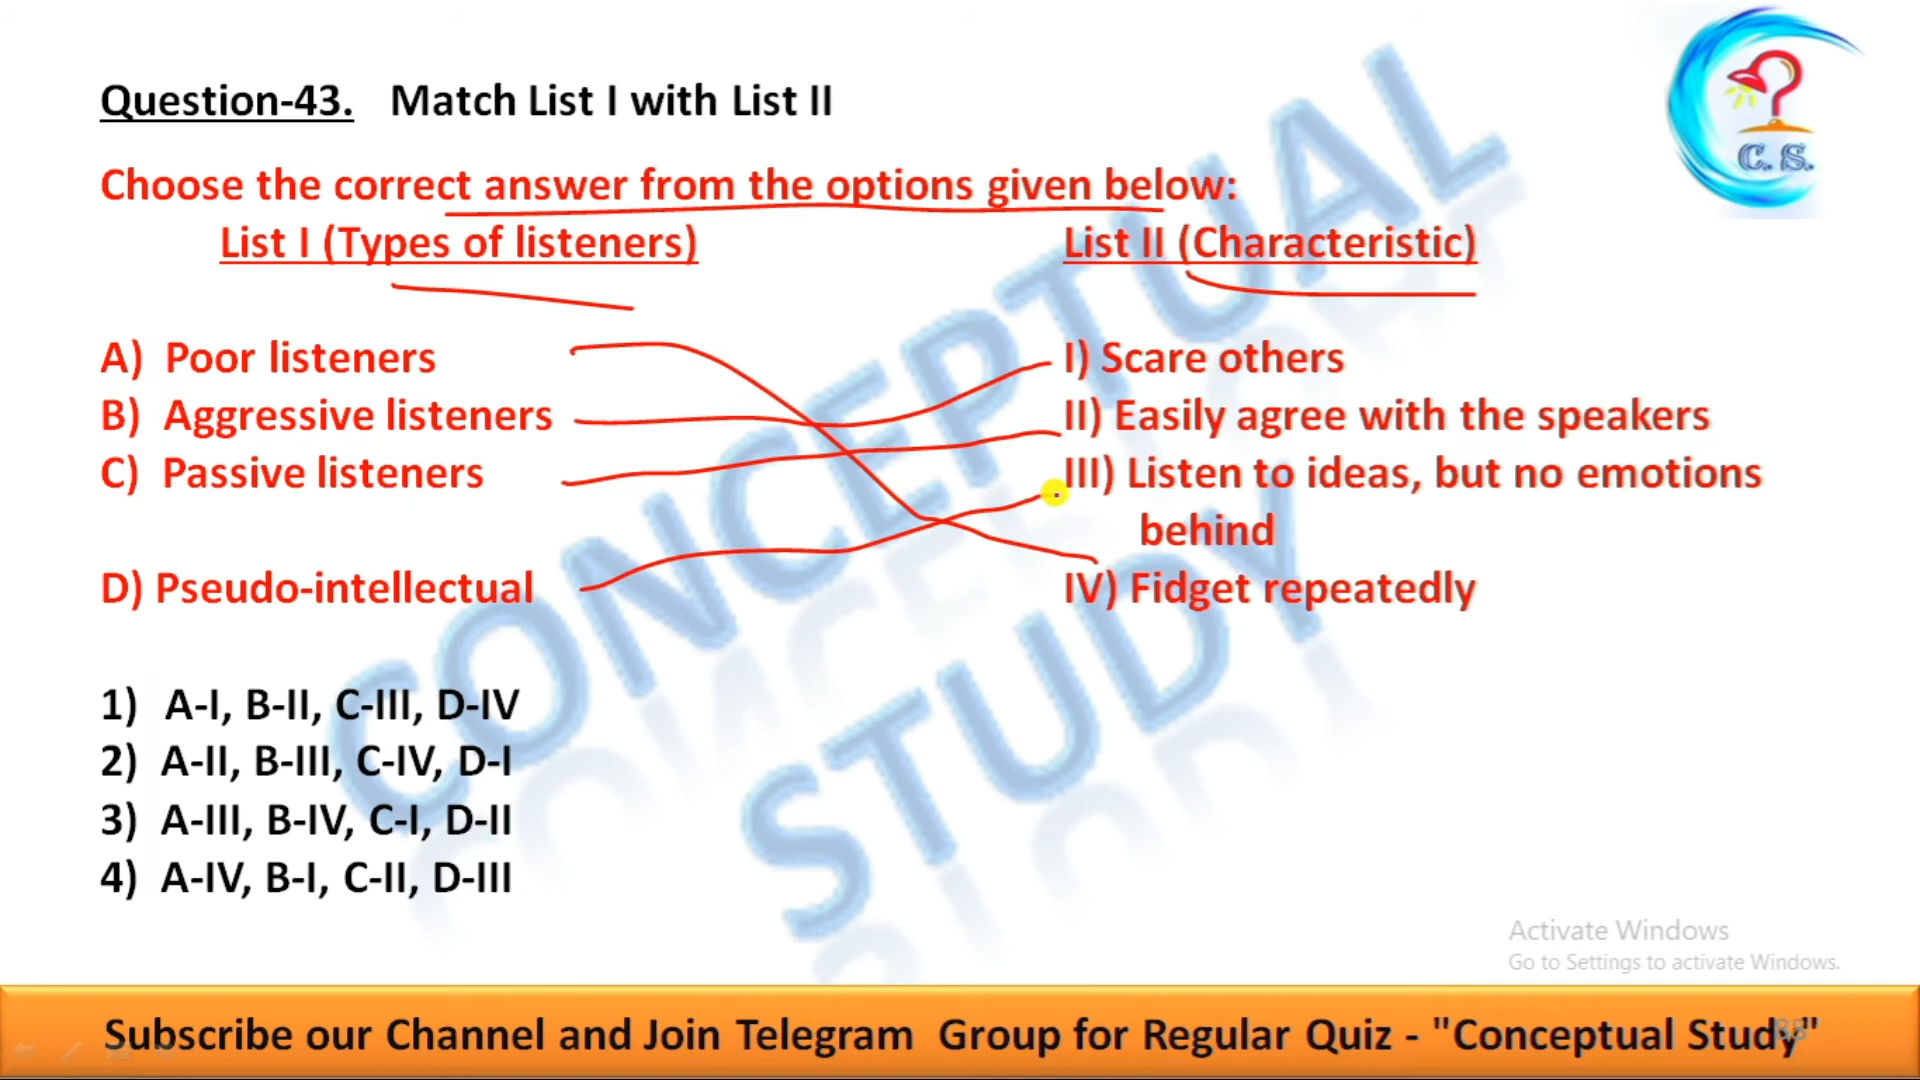 C. S.
Question-43. Match List I with List II
Choose the correct answer from the options given below:
List I (Types of listeners) List II (Characteristic)
A) Poor listeners I) Scare others
B) Aggressive listeners II) Easily agree with the speakers
C) Passive listeners III) Listen to ideas, but no emotions
behind
D) Pseudo-intellectual IV) Fidget repeatedly
1) A-I, B-II, C-III, D-IV
2) A-II, B-III, C-IV, D-I
3) A-III, B-IV, C-I, D-II
4) A-IV, B-I, C-II, D-III
CONCEPTUAL
STUDY
Activate Windows
Go to Settings to activate Windows.
Subscribe our Channel and Join Telegram Group for Regular Quiz - "Conceptual Study"